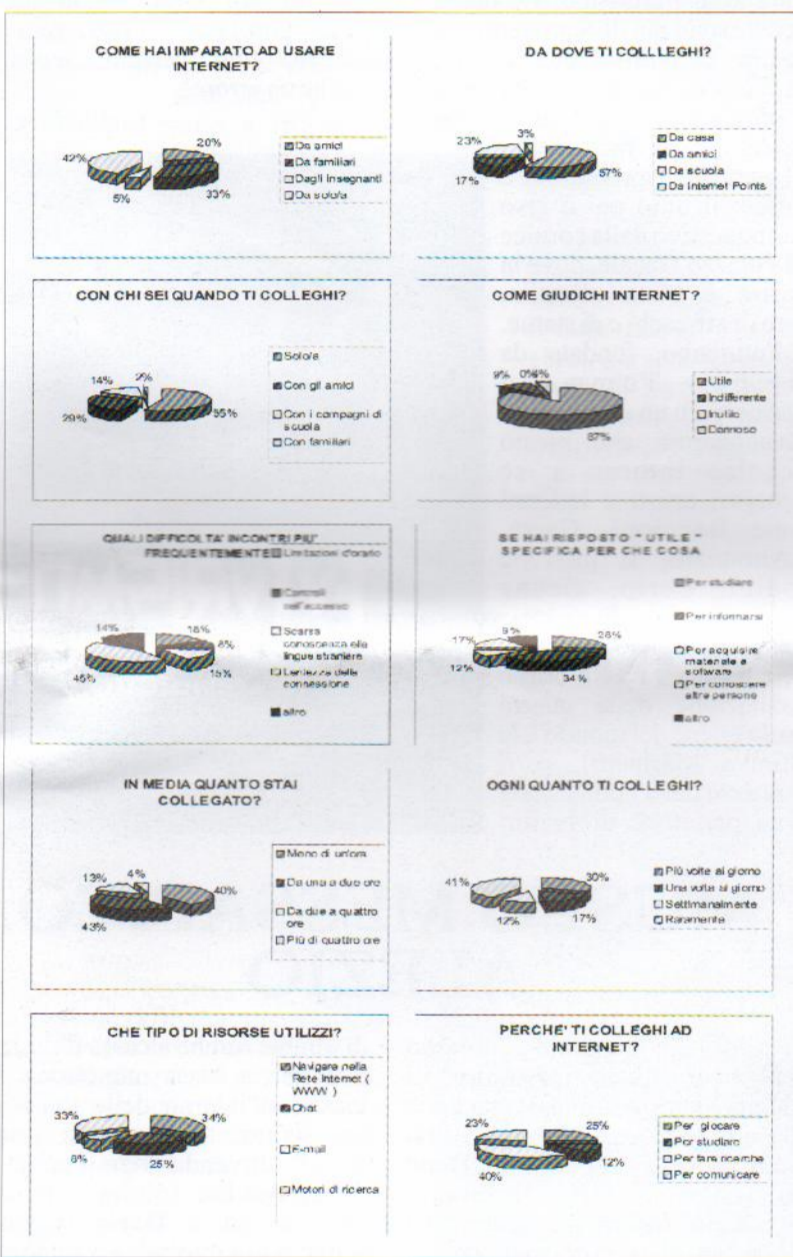 COME HAI IMPARATO AD USARE
INTERNET?
20%
33%
5%
42%
Da amici
Da familiari
Dagli insegnanti
Da solo/a
DA DOVE TI COLLLEGHI?
3%
57%
17%
23%
Da casa
Da amici
Da scuola
Da Internet Points
CON CHI SEI QUANDO TI COLLEGHI?
2%
55%
29%
14%
Solo/a
Con gli amici
Con i compagni di
scuola
Con familiari
COME GIUDICHI INTERNET?
9%
0%
4%
87%
Utile
Indifferente
Inutile
Dannoso
QUALI DIFFICOLTA' INCONTRI PIU'
FREQUENTEMENTE
14%
18%
8%
15%
45%
Limitazioni d'orario
Controlli
nell'accesso
Scarsa
conoscenza elle
lingue straniere
Lentezza della
connessione
altro
SE HAI RISPOSTO " UTILE "
SPECIFICA PER CHE COSA
9%
28%
34%
12%
17%
Per studiare
Per informarsi
Per acquisire
materiale e
software
Per conoscere
altre persone
altro
IN MEDIA QUANTO STAI
COLLEGATO?
4%
40%
43%
13%
Meno di un'ora
Da una a due ore
Da due a quattro
ore
Più di quattro ore
OGNI QUANTO TI COLLEGHI?
30%
17%
12%
41%
Più volte al giorno
Una volta al giorno
Settimanalmente
Raramente
CHE TIPO DI RISORSE UTILIZZI?
34%
25%
8%
33%
Navigare nella
Rete Internet (
WWW )
Chat
E-mail
Motori di ricerca
PERCHE' TI COLLEGHI AD
INTERNET?
25%
12%
40%
23%
Per giocare
Per studiare
Per fare ricerche
Per comunicare